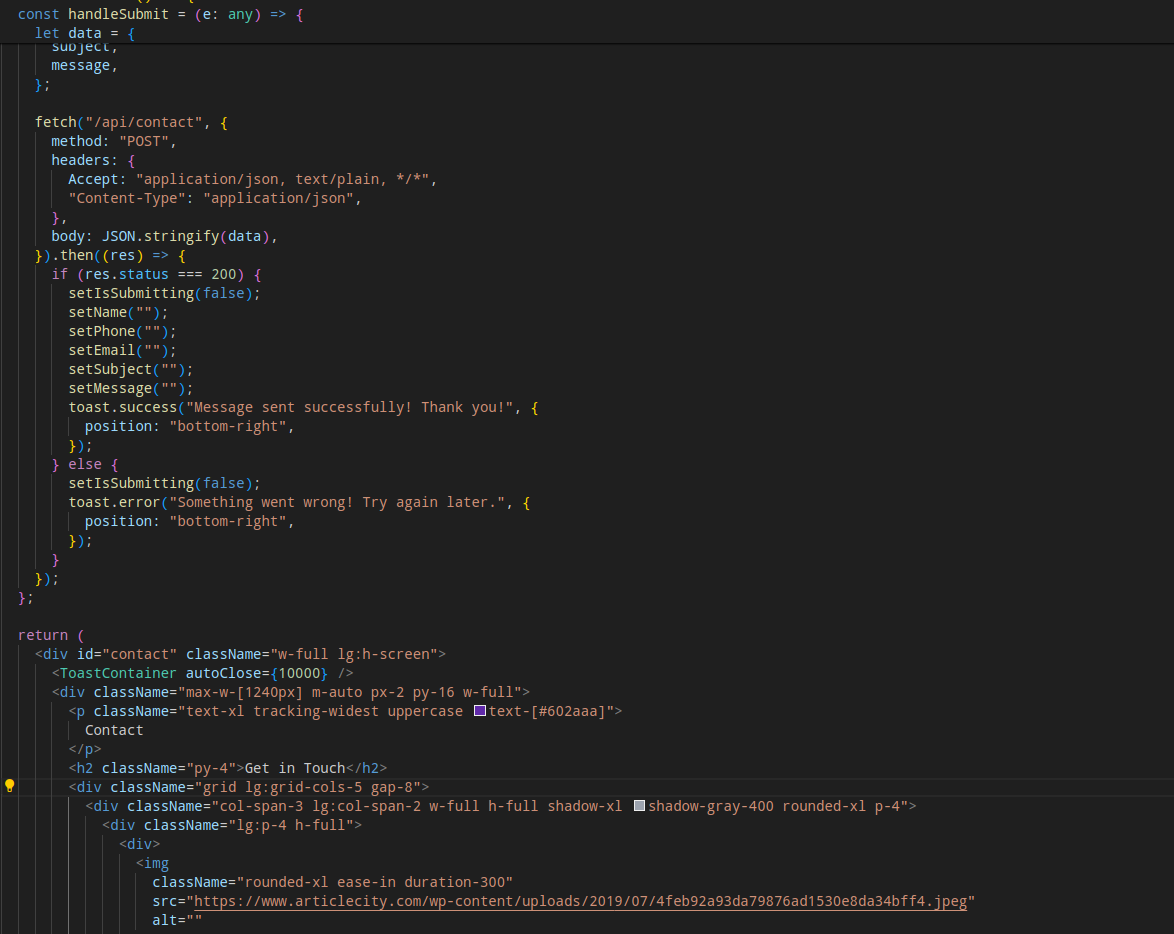 const handleSubmit = (e: any) => {
let data = {
subject,
message,
};
fetch("/api/contact", {
method: "POST",
headers: {
Accept: "application/json, text/plain, */*",
"Content-Type": "application/json",
},
body: JSON.stringify(data),
}).then((res) => {
if (res.status === 200) {
setIsSubmitting(false);
setName("");
setPhone("");
setEmail("");
setSubject("");
setMessage("");
toast.success("Message sent successfully! Thank you!", {
position: "bottom-right",
});
} else {
setIsSubmitting(false);
toast.error("Something went wrong! Try again later.", {
position: "bottom-right",
});
}
});
};
return (
<div id="contact" className="w-full lg:h-screen">
<ToastContainer autoClose={10000} />
<div className="max-w-[1240px] m-auto px-2 py-16 w-full">
<p className="text-xl tracking-widest uppercase text-[#602aaa]">
Contact
</p>
<h2 className="py-4">Get in Touch</h2>
<div className="grid lg:grid-cols-5 gap-8">
<div className="col-span-3 lg:col-span-2 w-full h-full shadow-xl shadow-gray-400 rounded-xl p-4">
<div className="lg:p-4 h-full">
<div>
<img
className="rounded-xl ease-in duration-300"
src="https://www.articlecity.com/wp-content/uploads/2019/07/4feb92a93da79876ad1530e8da34bff4.jpeg"
alt=""